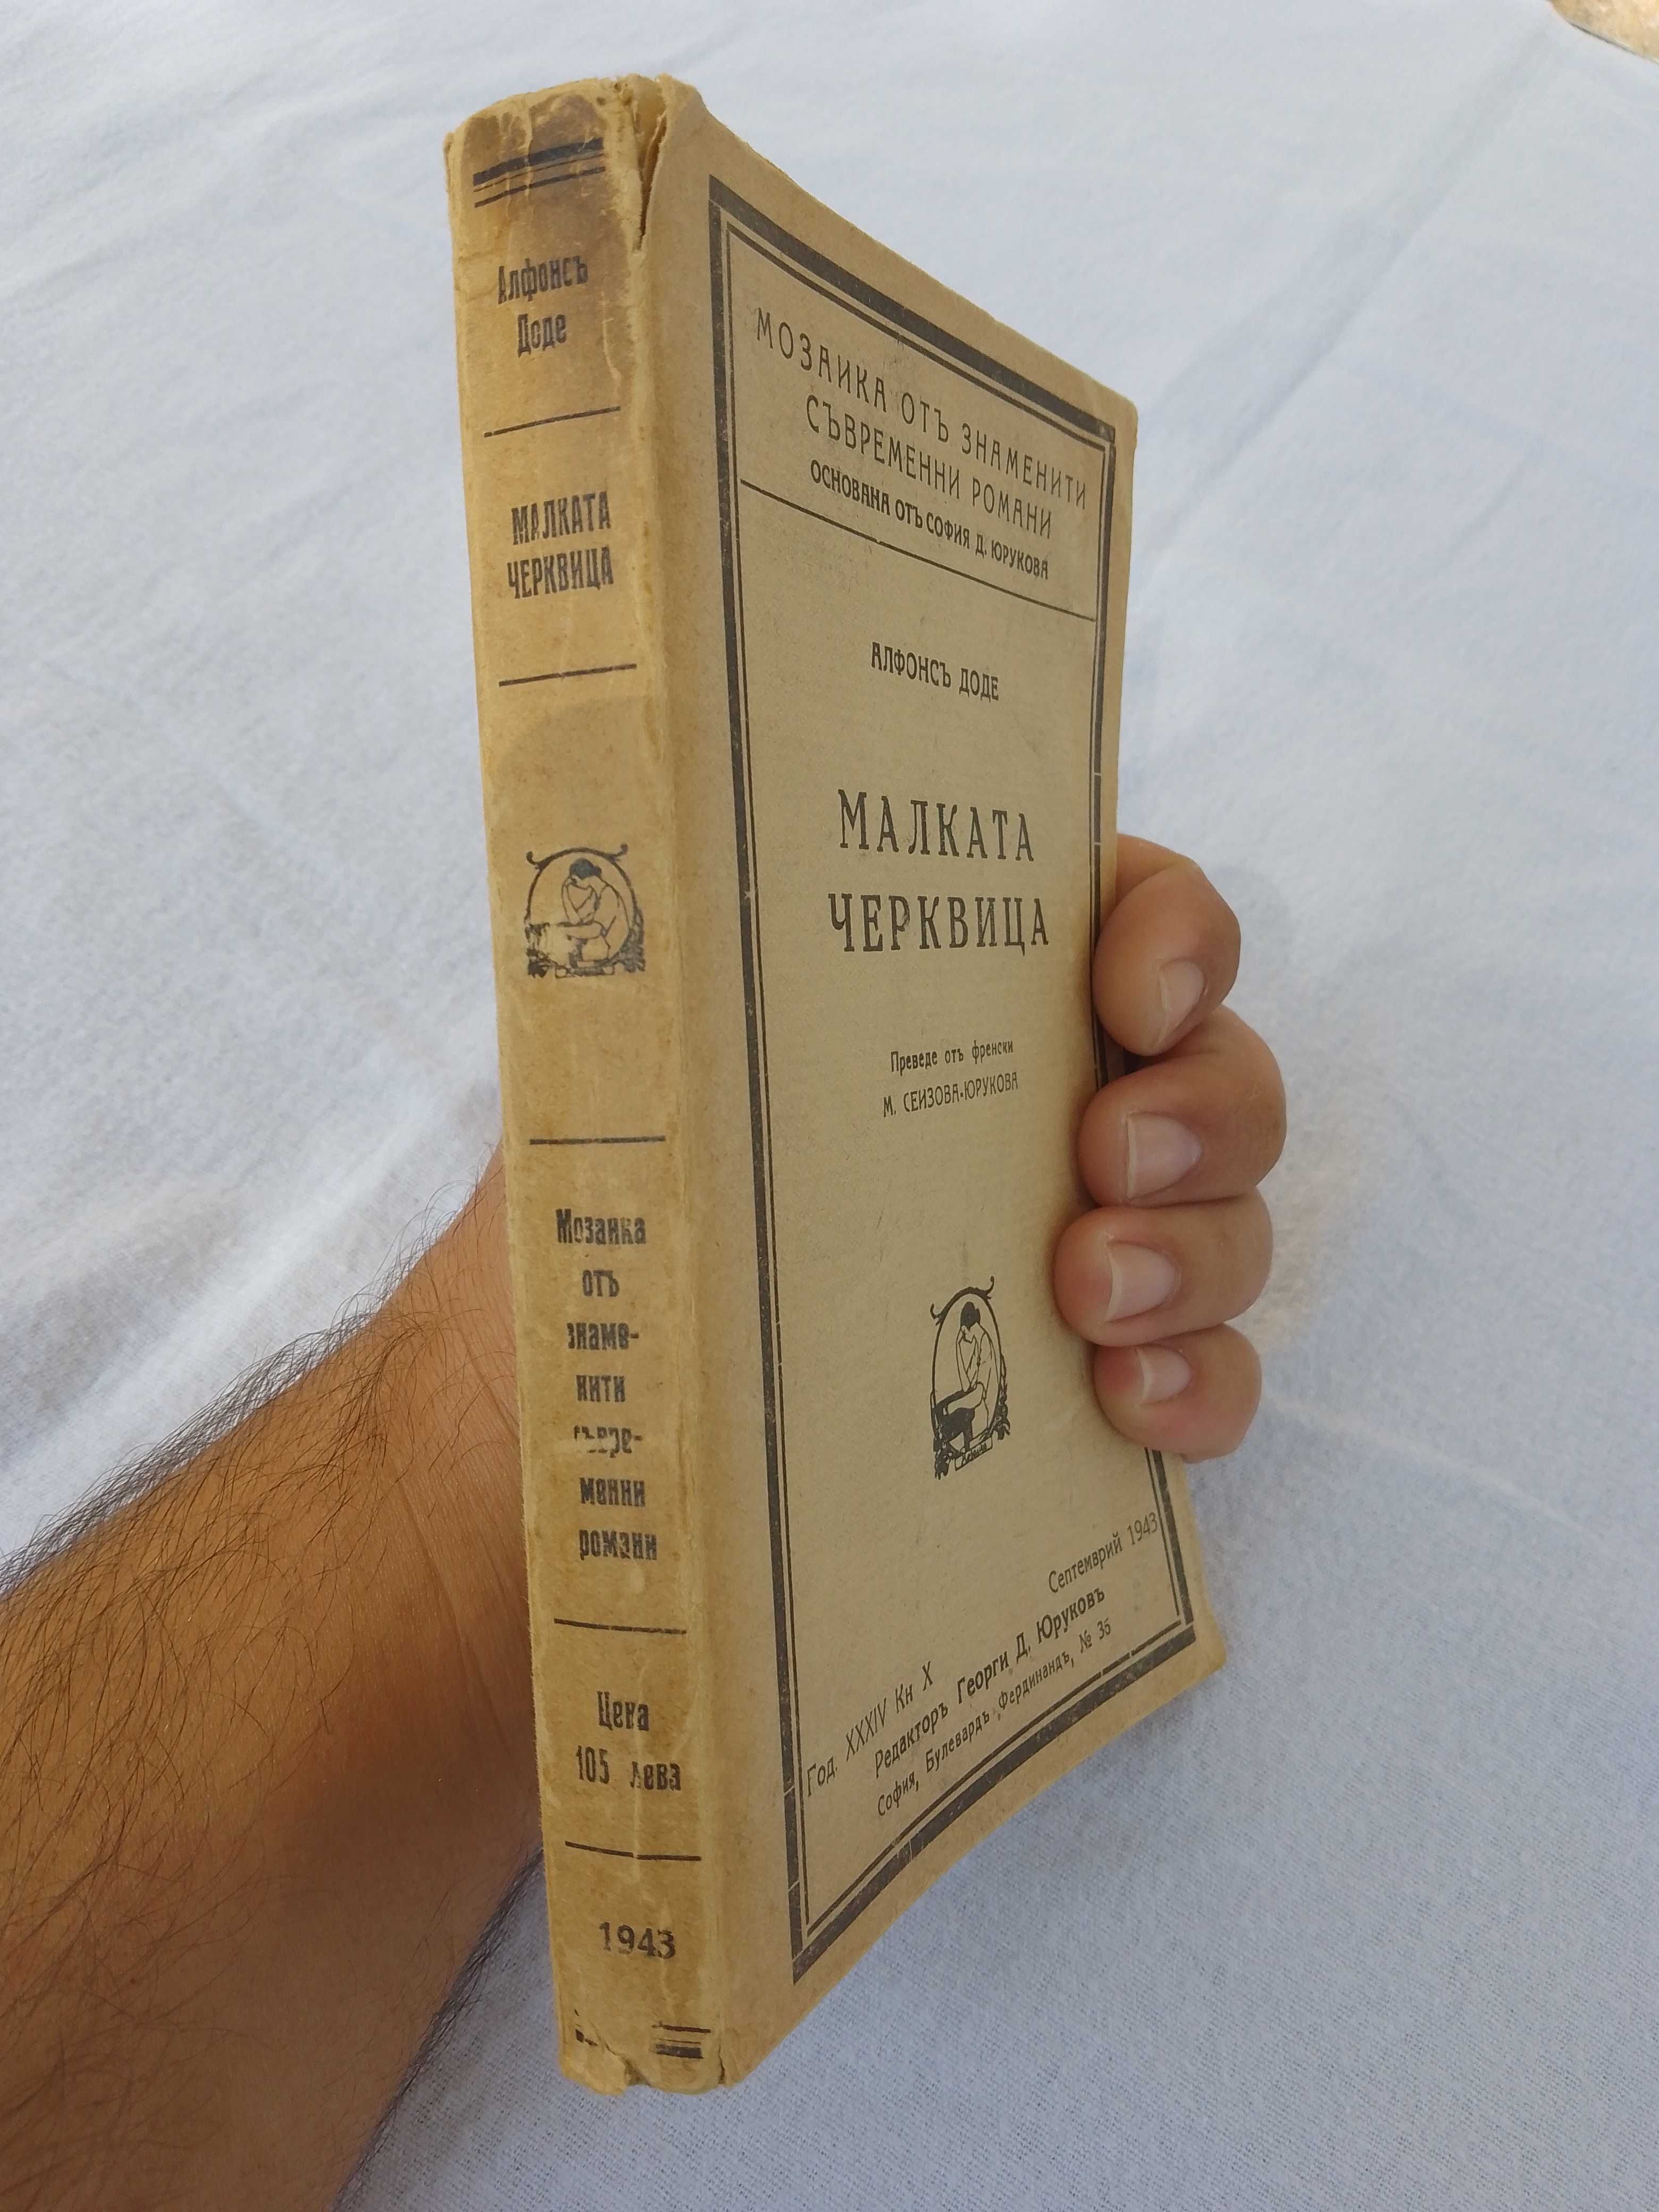 Алфонсъ
Доде
МАЛКАТА
ЧЕРКВИЦА
Мозаика
отъ
знаме-
нити
съвре-
менни
романи
Цена
105 лева
1943
МОЗАИКА ОТЪ ЗНАМЕНИТИ
СЪВРЕМЕННИ РОМАНИ
ОСНОВАНА ОТЪ СОФИЯ Д. ЮРУКОВА
АЛФОНСЪ ДОДЕ
МАЛКАТА
ЧЕРКВИЦА
Преведе отъ френски
М. СЕИЗОВА-ЮРУКОВА
Год. XXXIV Кн X Септемврий 1943
Редакторъ Георги Д. Юруковъ
София, Булевардъ Фердинандъ, № 35